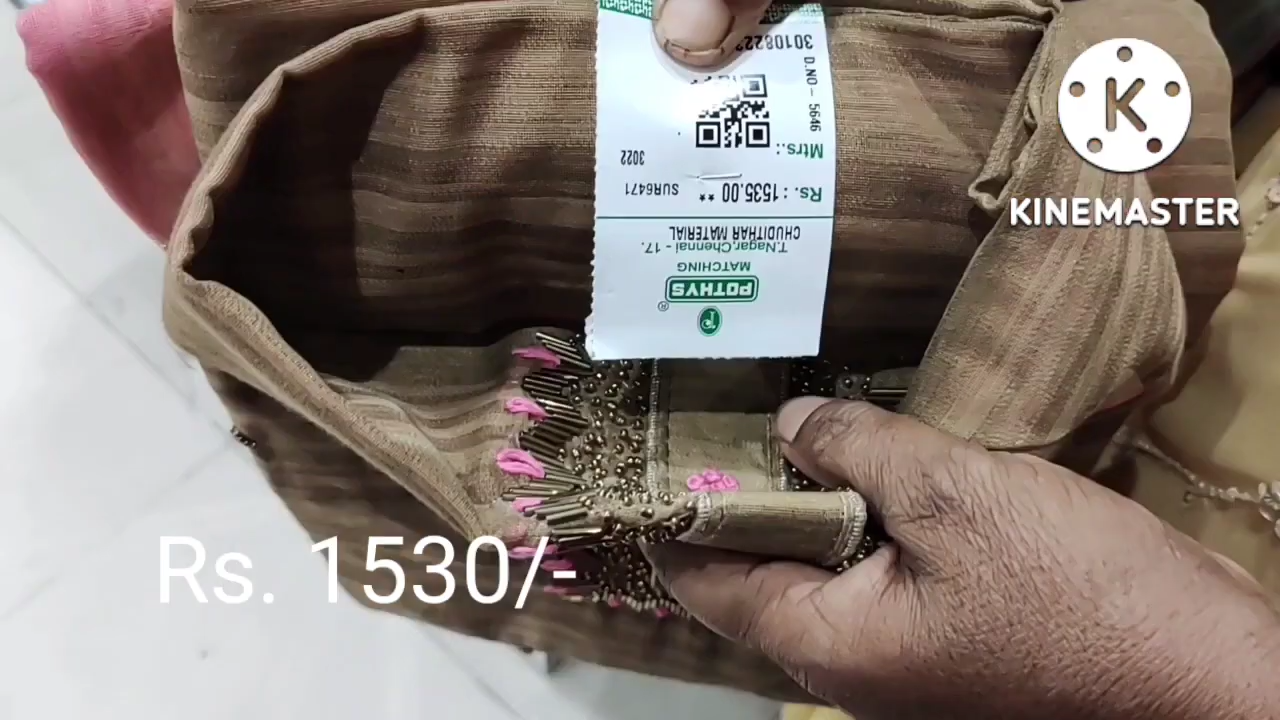 POTHYS ®
MATCHING
T.Nagar,Chennai - 17.
CHUDITHAR MATERIAL
Rs. : 1535.00 **
SUR6471
Mtrs.:
3022
D.NO - 5646
K
KINEMASTER
Rs. 1530/-